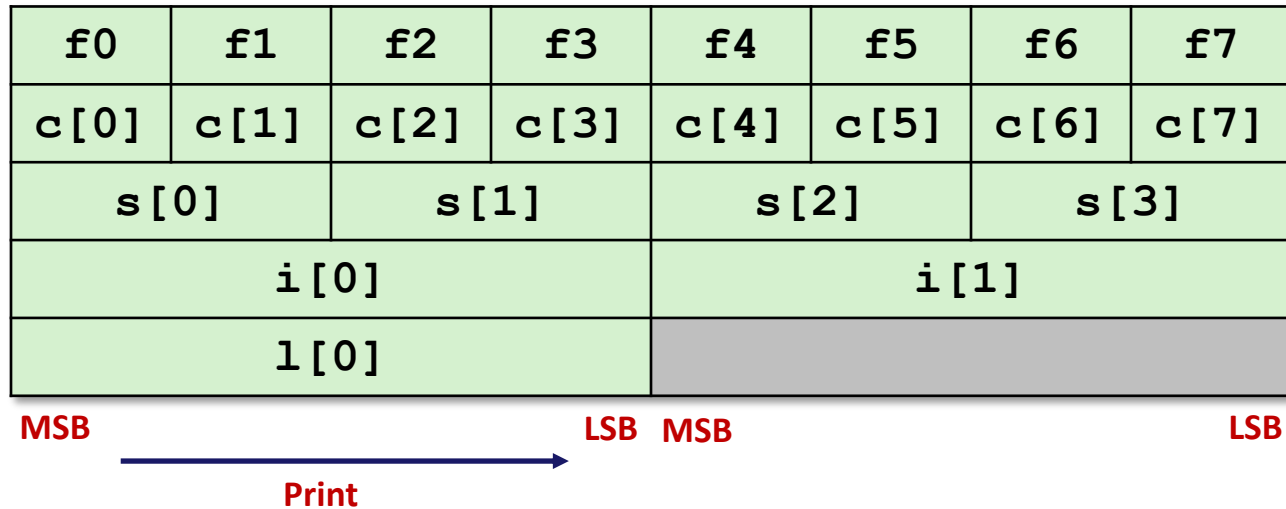 f0 f1 f2 f3 f4 f5 f6 f7
c[0] c[1] c[2] c[3] c[4] c[5] c[6] c[7]
s[0] s[1] s[2] s[3]
i[0] i[1]
l[0]
MSB LSB MSB LSB
Print